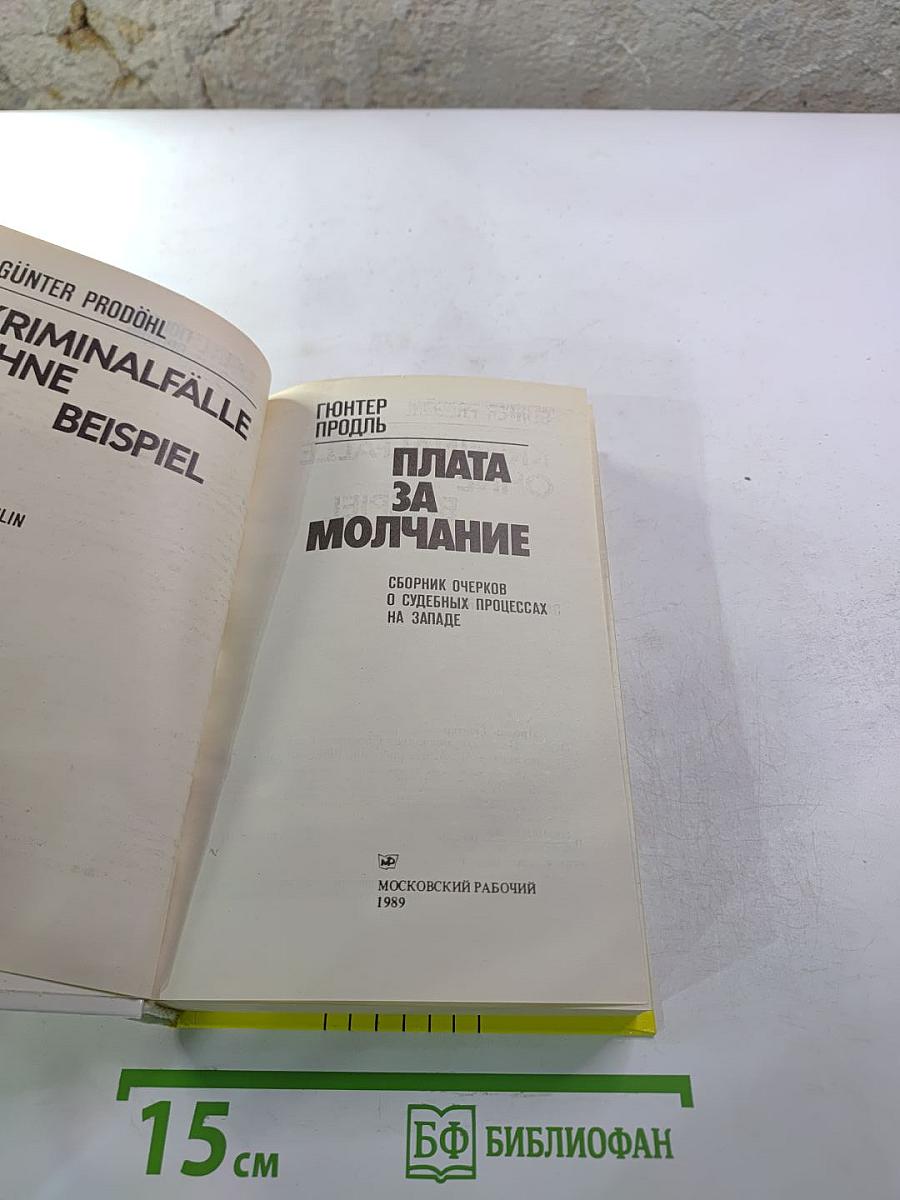 GÜNTER PRODÖHL
KRIMINALFÄLLE
HNE
BEISPIEL
LIN
ГЮНТЕР
ПРОДЛЬ
ПЛАТА
ЗА
МОЛЧАНИЕ
СБОРНИК ОЧЕРКОВ
О СУДЕБНЫХ ПРОЦЕССАХ
НА ЗАПАДЕ
МР
МОСКОВСКИЙ РАБОЧИЙ
1989
15 СМ
БФ БИБЛИОФАН